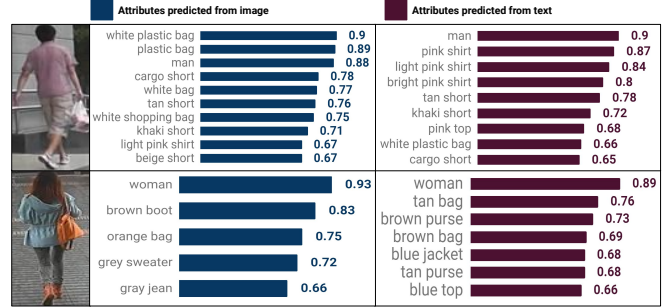 Attributes predicted from image
Attributes predicted from text
white plastic bag 0.9
plastic bag 0.89
man 0.88
cargo short 0.78
white bag 0.77
tan short 0.76
white shopping bag 0.75
khaki short 0.71
light pink shirt 0.67
beige short 0.67
man 0.9
pink shirt 0.87
light pink shirt 0.84
bright pink shirt 0.8
tan short 0.78
khaki short 0.72
pink top 0.68
white plastic bag 0.66
cargo short 0.65
woman 0.93
brown boot 0.83
orange bag 0.75
grey sweater 0.72
gray jean 0.66
woman 0.89
tan bag 0.76
brown purse 0.73
brown bag 0.69
blue jacket 0.68
tan purse 0.68
blue top 0.66